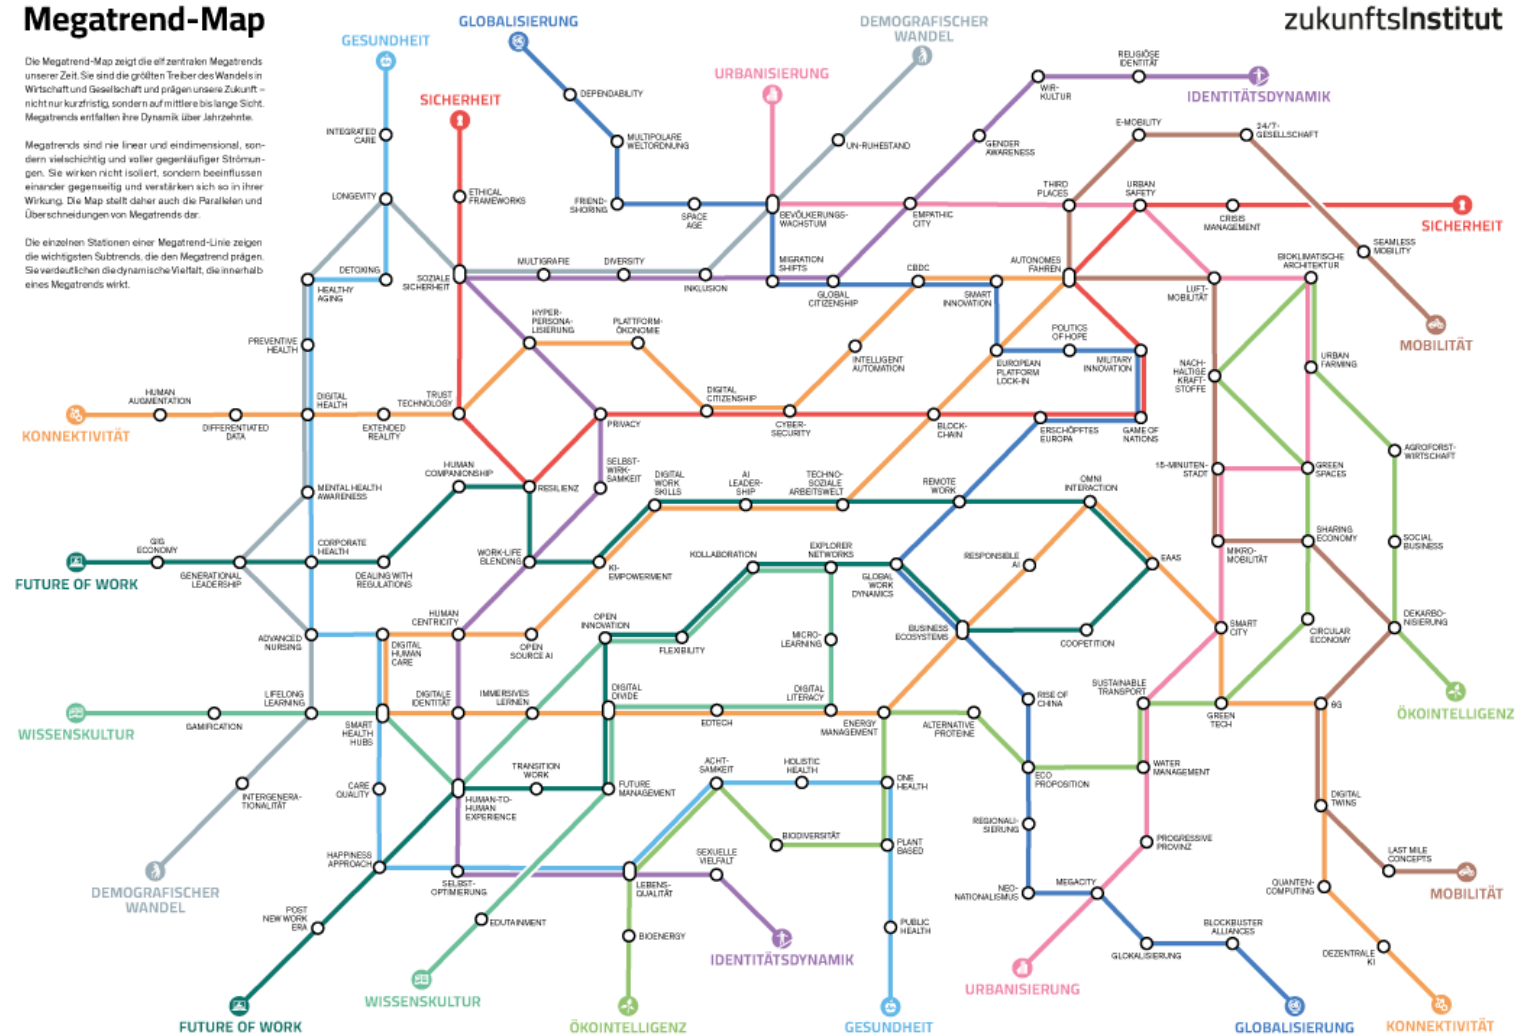 Megatrend-Map
zukunftsInstitut
Die Megatrend-Map zeigt die elf zentralen Megatrends
unserer Zeit. Sie sind die größten Treiber des Wandels in
Wirtschaft und Gesellschaft und prägen unsere Zukunft –
nicht nur kurzfristig, sondern auf mittlere bis lange Sicht.
Megatrends entfalten ihre Dynamik über Jahrzehnte.
Megatrends sind nie linear und eindimensional, son-
dern vielschichtig und voller gegenläufiger Strömun-
gen. Sie wirken nicht isoliert, sondern beeinflussen
einander gegenseitig und verstärken sich so in ihrer
Wirkung. Die Map stellt daher auch die Parallelen und
Überschneidungen von Megatrends dar.
Die einzelnen Stationen einer Megatrend-Linie zeigen
die wichtigsten Subtrends, die den Megatrend prägen.
Sie verdeutlichen die dynamische Vielfalt, die innerhalb
eines Megatrends wirkt.
GESUNDHEIT
GLOBALISIERUNG
DEMOGRAFISCHER
WANDEL
URBANISIERUNG
SICHERHEIT
RELIGIÖSE
IDENTITÄT
WIR-
KULTUR
IDENTITÄTSDYNAMIK
DEPENDABILITY
INTEGRATED
CARE
MULTIPOLARE
WELTORDNUNG
UN-RUHESTAND
GENDER
AWARENESS
E-MOBILITY
24/7-
GESELLSCHAFT
LONGEVITY
ETHICAL
FRAMEWORKS
FRIEND-
SHORING
SPACE
AGE
BEVÖLKERUNGS-
WACHSTUM
EMPATHIC
CITY
THIRD
PLACES
URBAN
SAFETY
CRISIS
MANAGEMENT
SICHERHEIT
SEAMLESS
MOBILITY
DETOXING
HEALTHY
AGING
SOZIALE
SICHERHEIT
MULTIGRAFIE
DIVERSITY
INKLUSION
MIGRATION
SHIFTS
GLOBAL
CITIZENSHIP
CBDC
SMART
INNOVATION
AUTONOMES
FAHREN
LUFT-
MOBILITÄT
BIOKLIMATISCHE
ARCHITEKTUR
MOBILITÄT
PREVENTIVE
HEALTH
HYPER-
PERSONA-
LISIERUNG
PLATTFORM-
ÖKONOMIE
INTELLIGENT
AUTOMATION
EUROPEAN
PLATFORM
LOCK-IN
POLITICS
OF HOPE
MILITARY
INNOVATION
NACH-
HALTIGE
KRAFT-
STOFFE
URBAN
FARMING
KONNEKTIVITÄT
HUMAN
AUGMENTATION
DIFFERENTIATED
DATA
DIGITAL
HEALTH
EXTENDED
REALITY
TRUST
TECHNOLOGY
PRIVACY
DIGITAL
CITIZENSHIP
CYBER-
SECURITY
BLOCK-
CHAIN
ERSCHÖPFTES
EUROPA
GAME OF
NATIONS
AGROFORST-
WIRTSCHAFT
MENTAL HEALTH
AWARENESS
HUMAN
COMPANIONSHIP
RESILIENZ
SELBST-
WIRK-
SAMKEIT
DIGITAL
WORK
SKILLS
AI
LEADER-
SHIP
TECHNO-
SOZIALE
ARBEITSWELT
REMOTE
WORK
OMNI
INTERACTION
15-MINUTEN-
STADT
GREEN
SPACES
FUTURE OF WORK
GIG
ECONOMY
GENERATIONAL
LEADERSHIP
CORPORATE
HEALTH
DEALING WITH
REGULATIONS
WORK-LIFE
BLENDING
KI-
EMPOWERMENT
KOLLABORATION
EXPLORER
NETWORKS
GLOBAL
WORK
DYNAMICS
RESPONSIBLE
AI
EAAS
MIKRO-
MOBILITÄT
SHARING
ECONOMY
SOCIAL
BUSINESS
ADVANCED
NURSING
DIGITAL
HUMAN
CARE
HUMAN
CENTRICITY
OPEN
SOURCE AI
OPEN
INNOVATION
FLEXIBILITY
MICRO-
LEARNING
BUSINESS
ECOSYSTEMS
COOPETITION
SMART
CITY
CIRCULAR
ECONOMY
DEKARBO-
NISIERUNG
WISSENSKULTUR
GAMIFICATION
LIFELONG
LEARNING
SMART
HEALTH
HUBS
DIGITALE
IDENTITÄT
IMMERSIVES
LERNEN
DIGITAL
DIVIDE
EDTECH
DIGITAL
LITERACY
ENERGY
MANAGEMENT
ALTERNATIVE
PROTEINE
RISE OF
CHINA
SUSTAINABLE
TRANSPORT
GREEN
TECH
6G
ÖKOINTELLIGENZ
INTERGENERA-
TIONALITÄT
CARE
QUALITY
HUMAN-TO-
HUMAN
EXPERIENCE
TRANSITION
WORK
FUTURE
MANAGEMENT
ACHT-
SAMKEIT
HOLISTIC
HEALTH
ONE
HEALTH
ECO
PROPOSITION
WATER
MANAGEMENT
DIGITAL
TWINS
DEMOGRAFISCHER
WANDEL
HAPPINESS
APPROACH
SELBST-
OPTIMIERUNG
LEBENS-
QUALITÄT
SEXUELLE
VIELFALT
BIODIVERSITÄT
PLANT
BASED
REGIONALI-
SIERUNG
PROGRESSIVE
PROVINZ
LAST MILE
CONCEPTS
MOBILITÄT
POST
NEW WORK
ERA
EDUTAINMENT
BIOENERGY
IDENTITÄTSDYNAMIK
PUBLIC
HEALTH
NEO-
NATIONALISMUS
MEGACITY
QUANTEN-
COMPUTING
GLOKALISIERUNG
BLOCKBUSTER
ALLIANCES
DEZENTRALE
KI
FUTURE OF WORK
WISSENSKULTUR
ÖKOINTELLIGENZ
GESUNDHEIT
URBANISIERUNG
GLOBALISIERUNG
KONNEKTIVITÄT